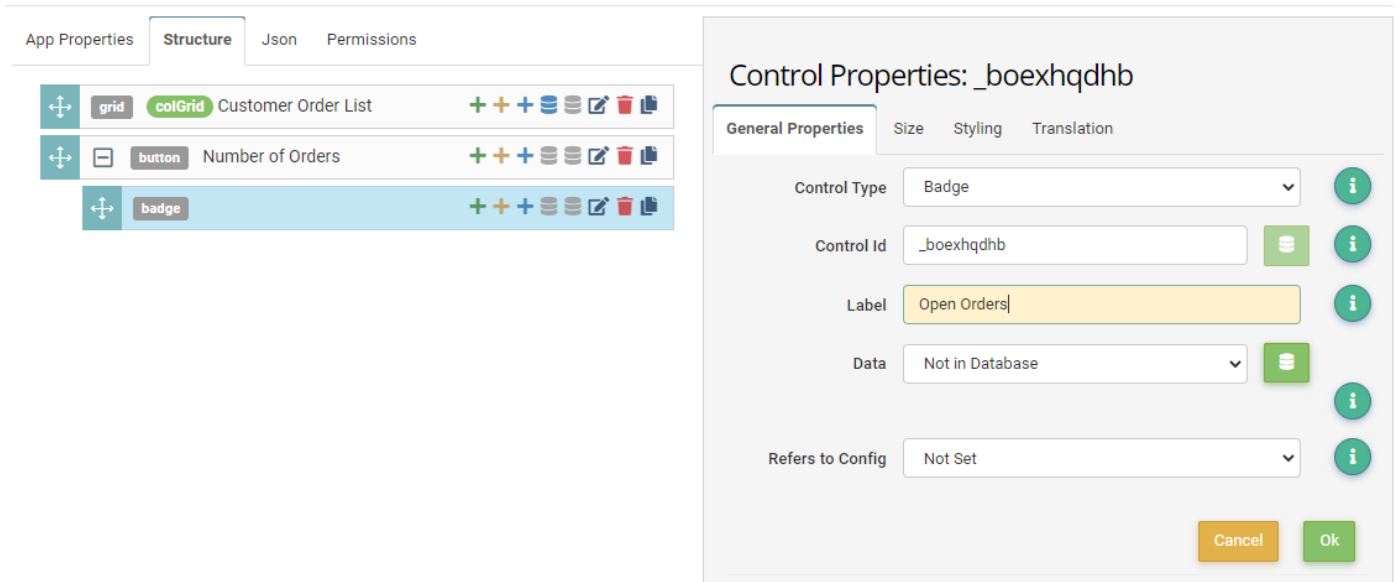 App Properties Structure Json Permissions
grid colGrid Customer Order List
button Number of Orders
badge
Control Properties: _boexhqdhb
General Properties Size Styling Translation
Control Type Badge
Control Id _boexhqdhb
Label Open Orders
Data Not in Database
Refers to Config Not Set
Cancel Ok